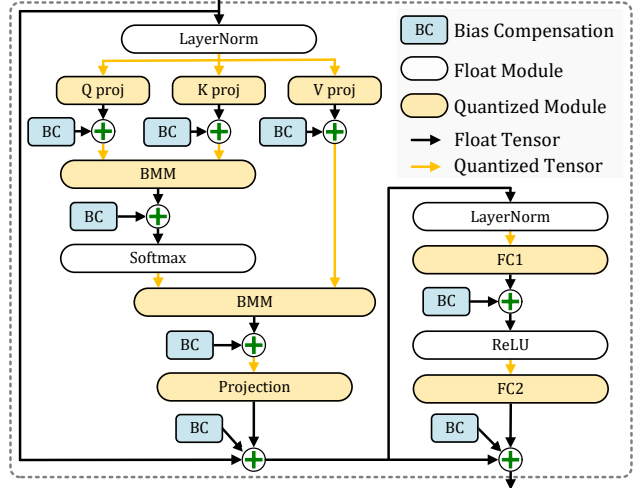 LayerNorm
Q proj K proj V proj
BC BC BC
BMM
BC
Softmax
BMM
BC
Projection
BC
BC Bias Compensation
Float Module
Quantized Module
Float Tensor
Quantized Tensor
LayerNorm
FC1
BC
ReLU
FC2
BC